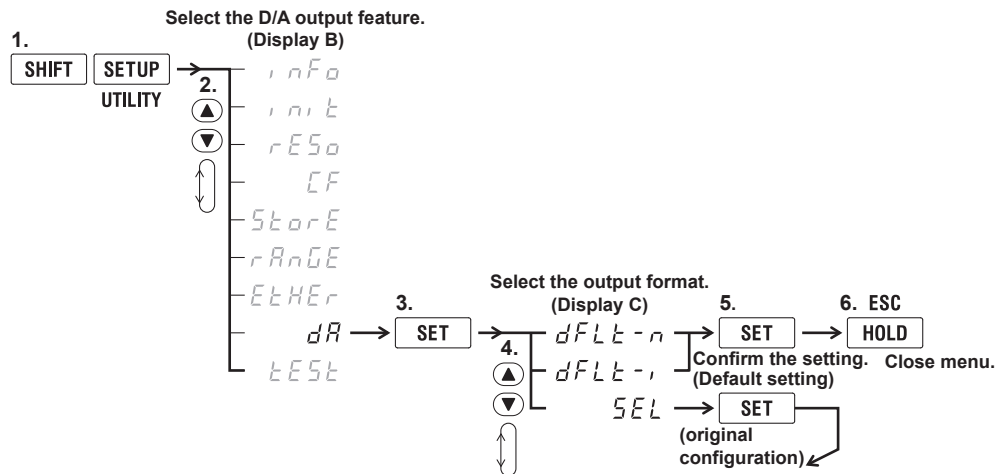 Select the D/A output feature.
(Display B)
1.
SHIFT SETUP
UTILITY
2.
inFo
init
rESo
CF
StorE
rAnGE
EtHEr
dA
tESt
3.
SET
Select the output format.
(Display C)
4.
dFLt-n
dFLt-i
SEL
5.
SET
Confirm the setting.
(Default setting)
6. ESC
HOLD
Close menu.
SET
(original
configuration)